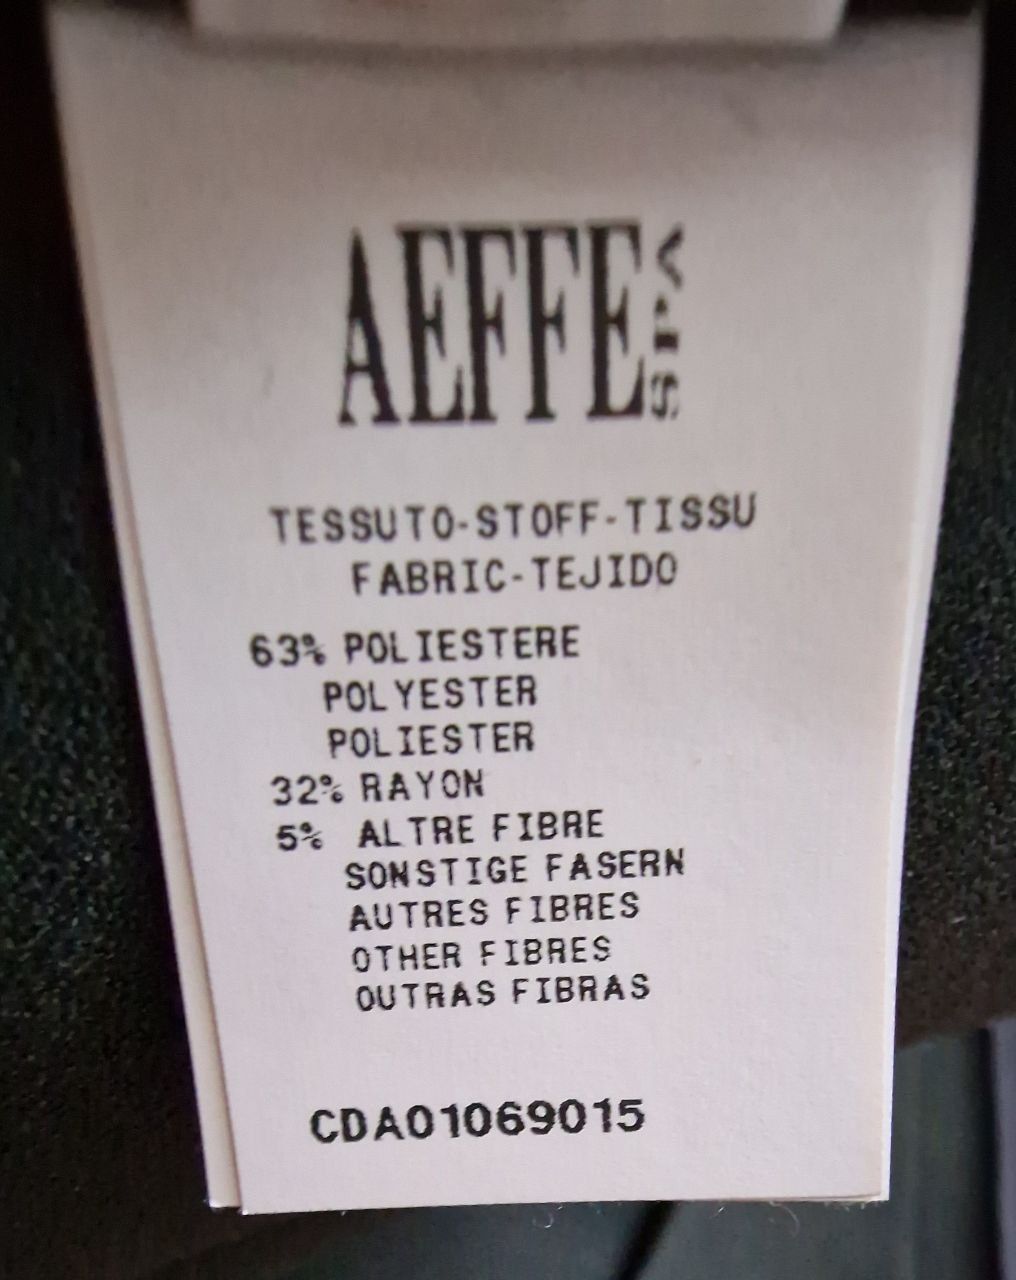 AEFFE SPA
TESSUTO-STOFF-TISSU
FABRIC-TEJIDO
63% POLIESTERE
POLYESTER
POLIESTER
32% RAYON
5% ALTRE FIBRE
SONSTIGE FASERN
AUTRES FIBRES
OTHER FIBRES
OUTRAS FIBRAS
CDA01069015